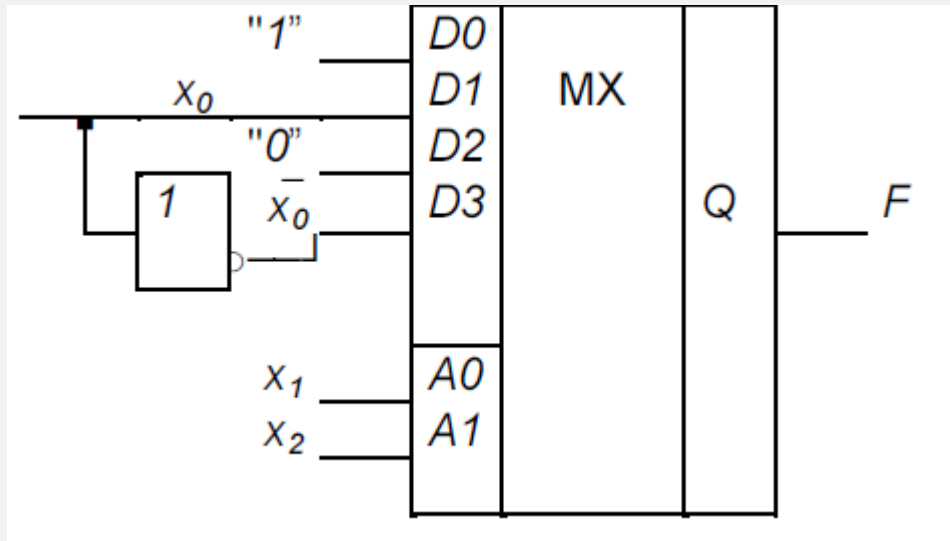 "1” D0
x₀ D1 MX
"0” D2
1 x̅₀ D3 Q F
x₁ A0
x₂ A1